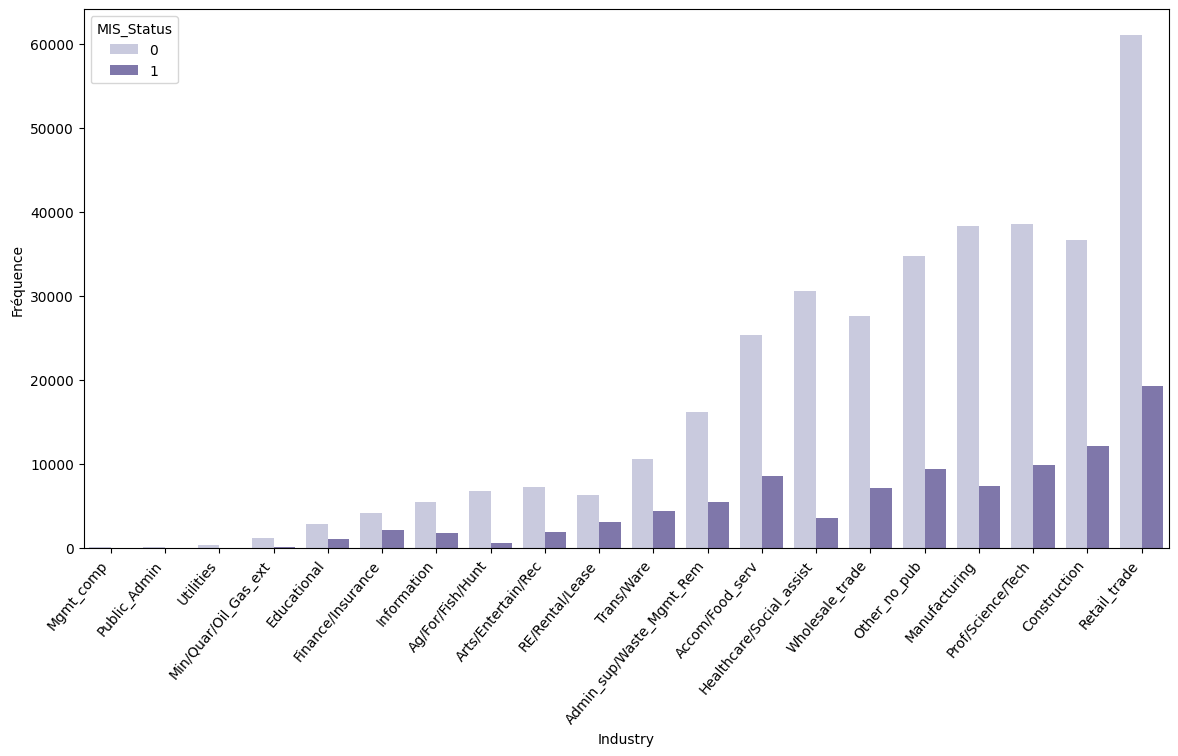 MIS_Status
0
1
60000
50000
40000
30000
20000
10000
0
Fréquence
Mgmt_comp
Public_Admin
Utilities
Min/Quar/Oil_Gas_ext
Educational
Finance/Insurance
Information
Ag/For/Fish/Hunt
Arts/Entertain/Rec
RE/Rental/Lease
Trans/Ware
Admin_sup/Waste_Mgmt_Rem
Accom/Food_serv
Healthcare/Social_assist
Wholesale_trade
Other_no_pub
Manufacturing
Prof/Science/Tech
Construction
Retail_trade
Industry